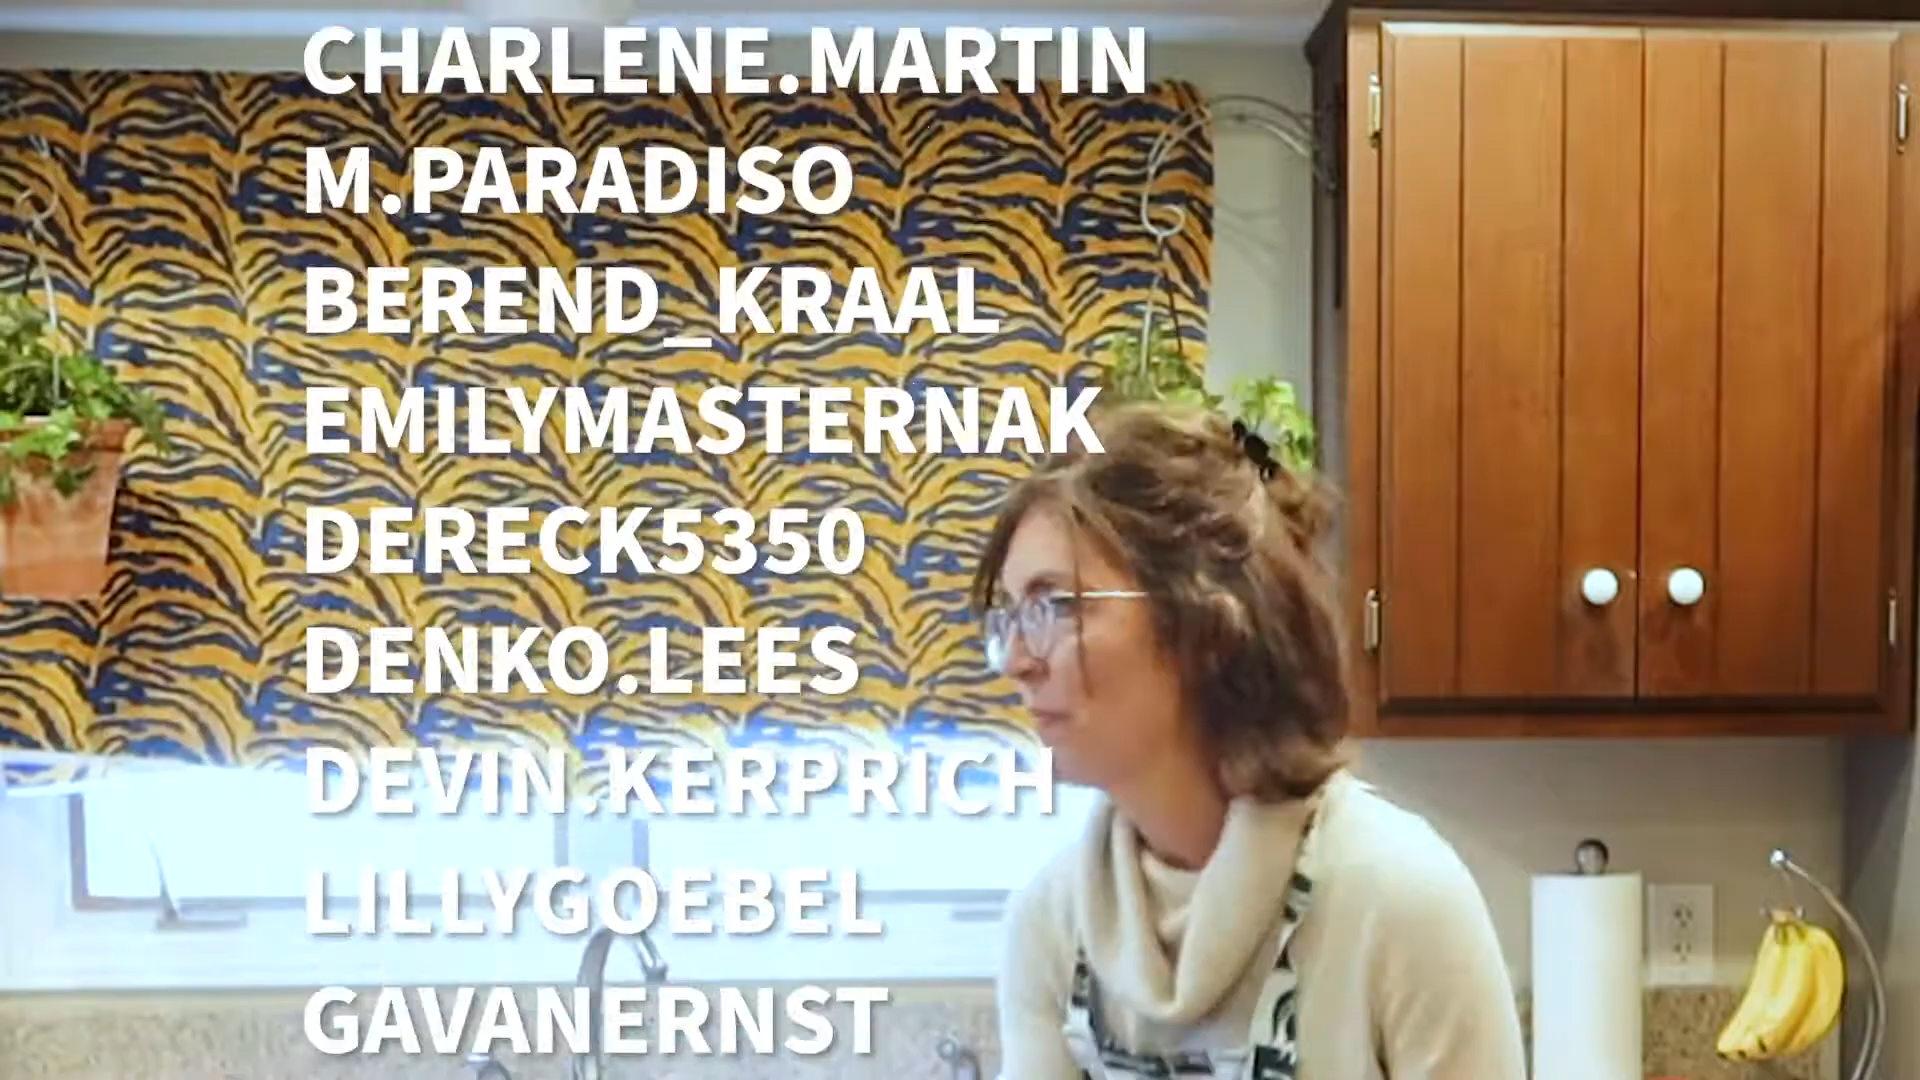 CHARLENE.MARTIN
M.PARADISO
BEREND_KRAAL
EMILYMASTERNAK
DERECK5350
DENKO.LEES
DEVIN.KERPRICH
LILLYGOEBEL
GAVANERNST